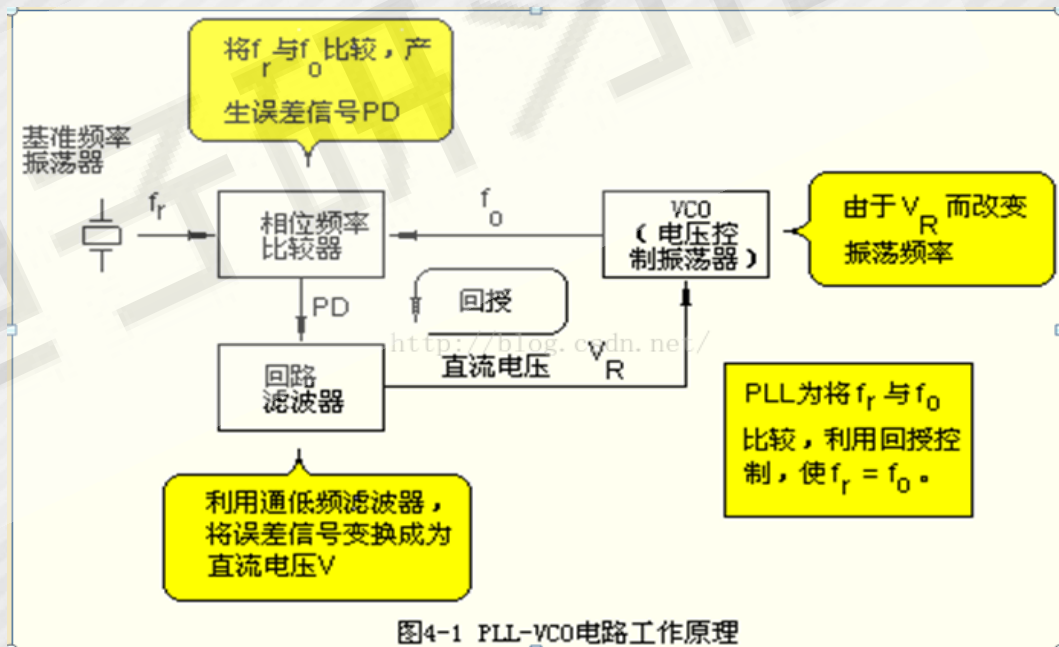 将fr与fo比较，产
生误差信号PD
基准频率
振荡器
fr
相位频率
比较器
fo
VCO
（电压控
制振荡器）
由于VR而改变
振荡频率
PD
回授
http://blog.csdn.net/
回路
滤波器
直流电压 VR
PLL为将fr与fo
比较，利用回授控
制，使fr=fo。
利用通低频滤波器，
将误差信号变换成为
直流电压V
图4-1 PLL-VCO电路工作原理